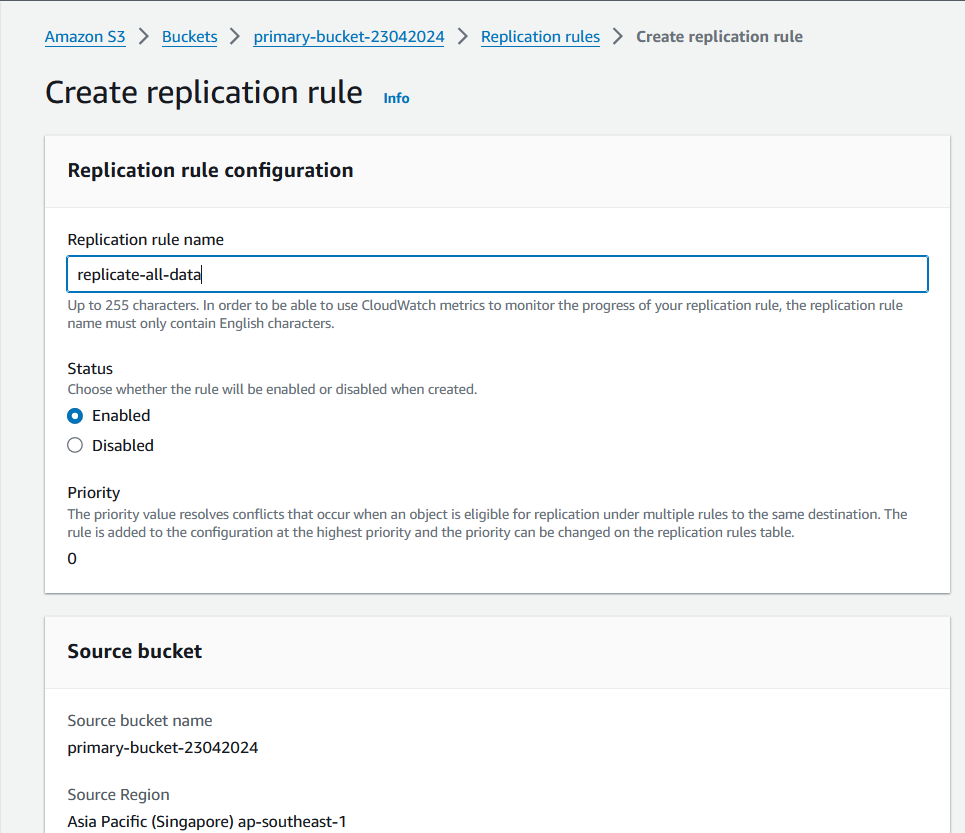 Amazon S3 > Buckets > primary-bucket-23042024 > Replication rules > Create replication rule
Create replication rule Info
Replication rule configuration
Replication rule name
replicate-all-data
Up to 255 characters. In order to be able to use CloudWatch metrics to monitor the progress of your replication rule, the replication rule
name must only contain English characters.
Status
Choose whether the rule will be enabled or disabled when created.
Enabled
Disabled
Priority
The priority value resolves conflicts that occur when an object is eligible for replication under multiple rules to the same destination. The
rule is added to the configuration at the highest priority and the priority can be changed on the replication rules table.
0
Source bucket
Source bucket name
primary-bucket-23042024
Source Region
Asia Pacific (Singapore) ap-southeast-1